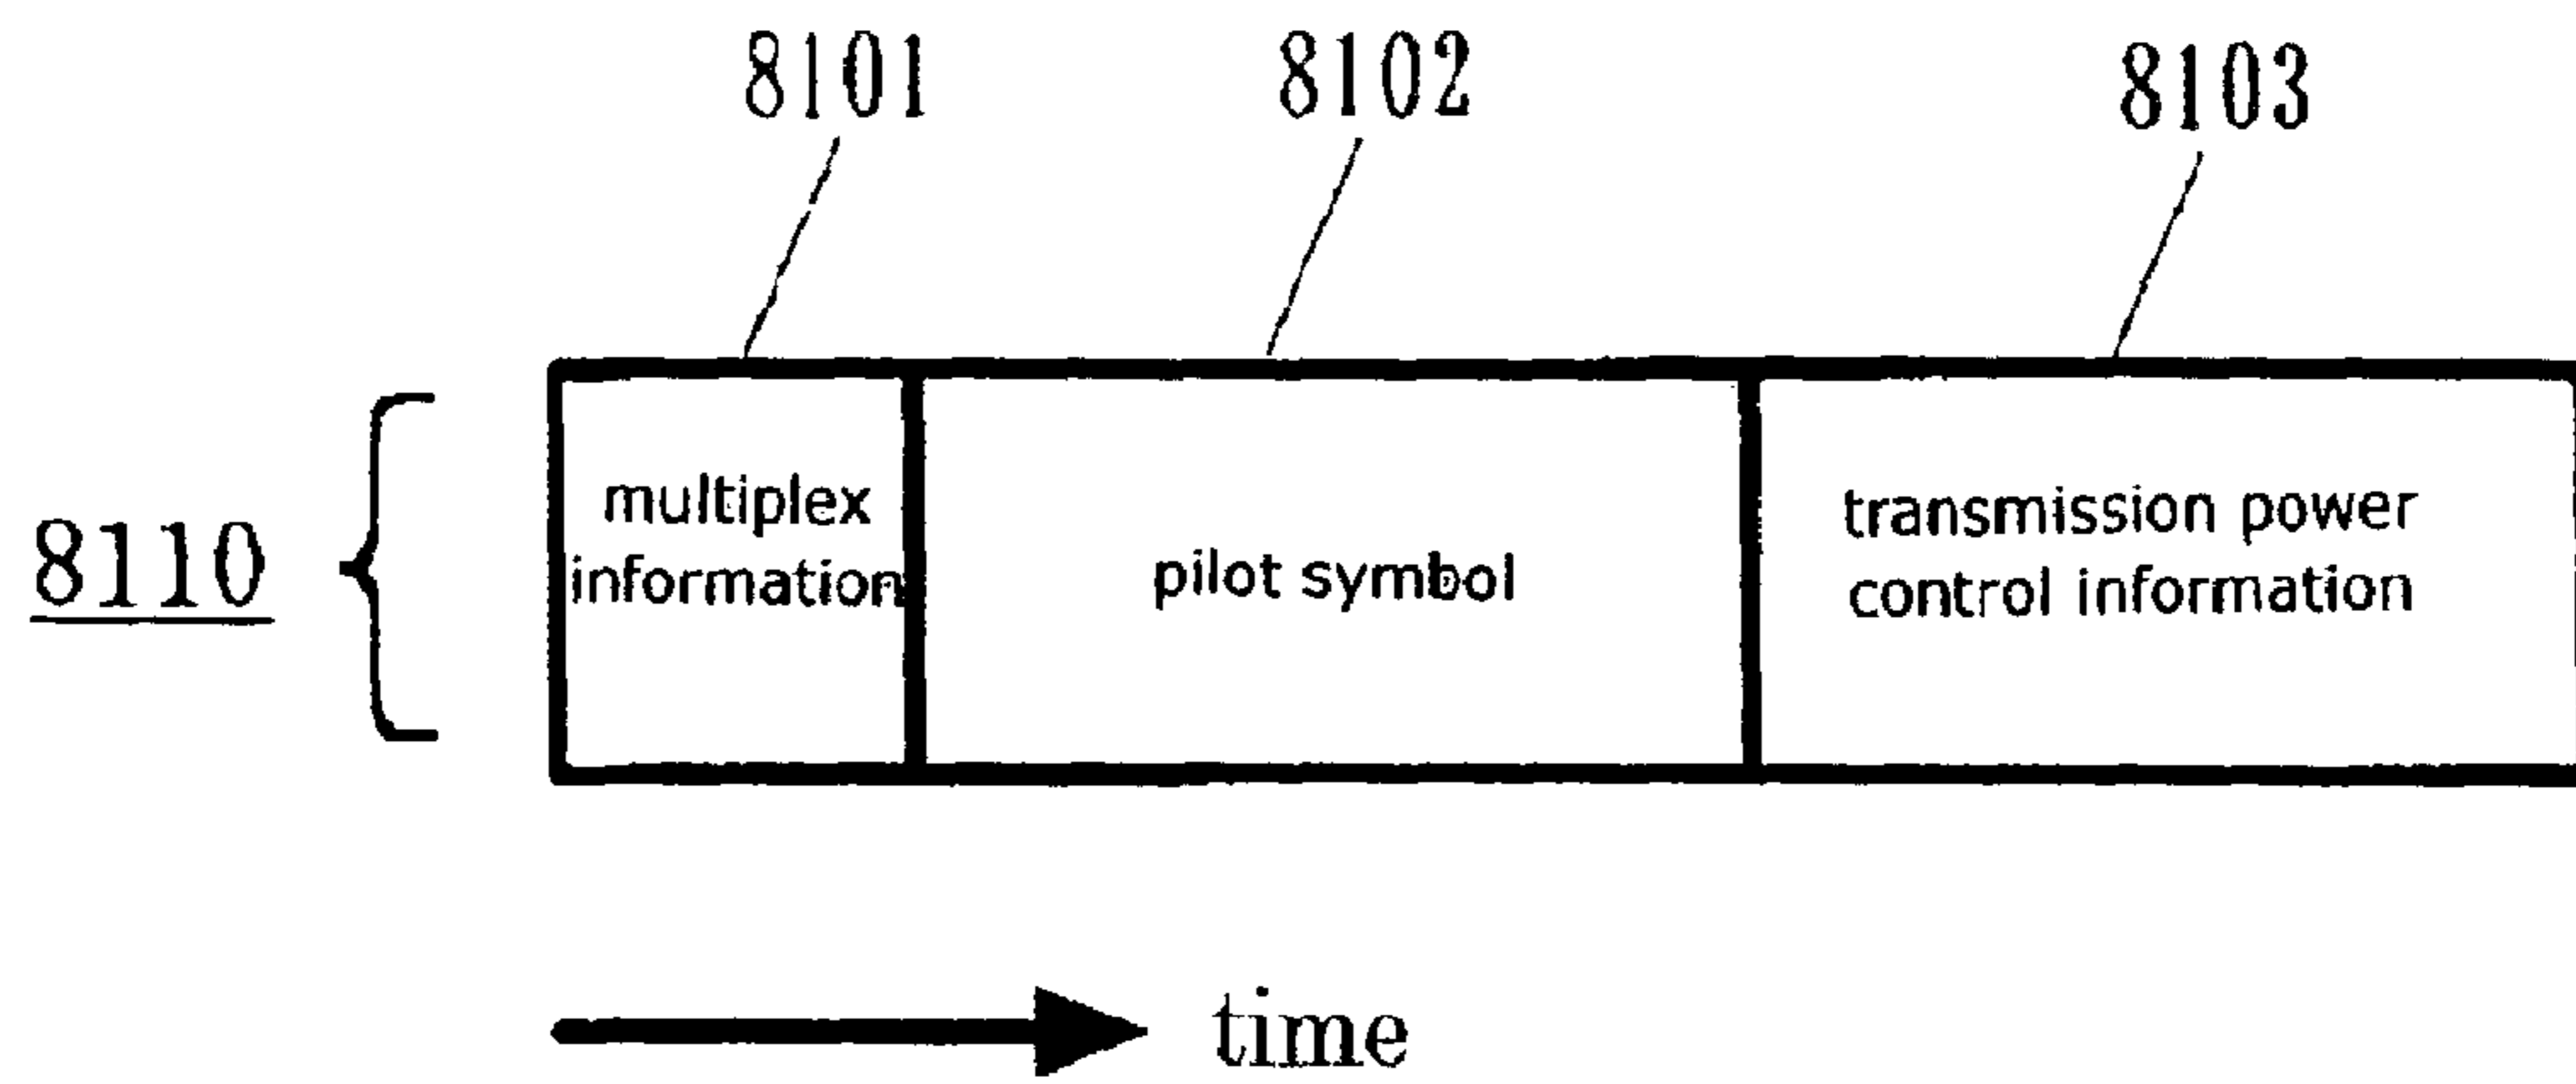 8101 8102 8103
8110
multiplex
information
pilot symbol
transmission power
control information
time